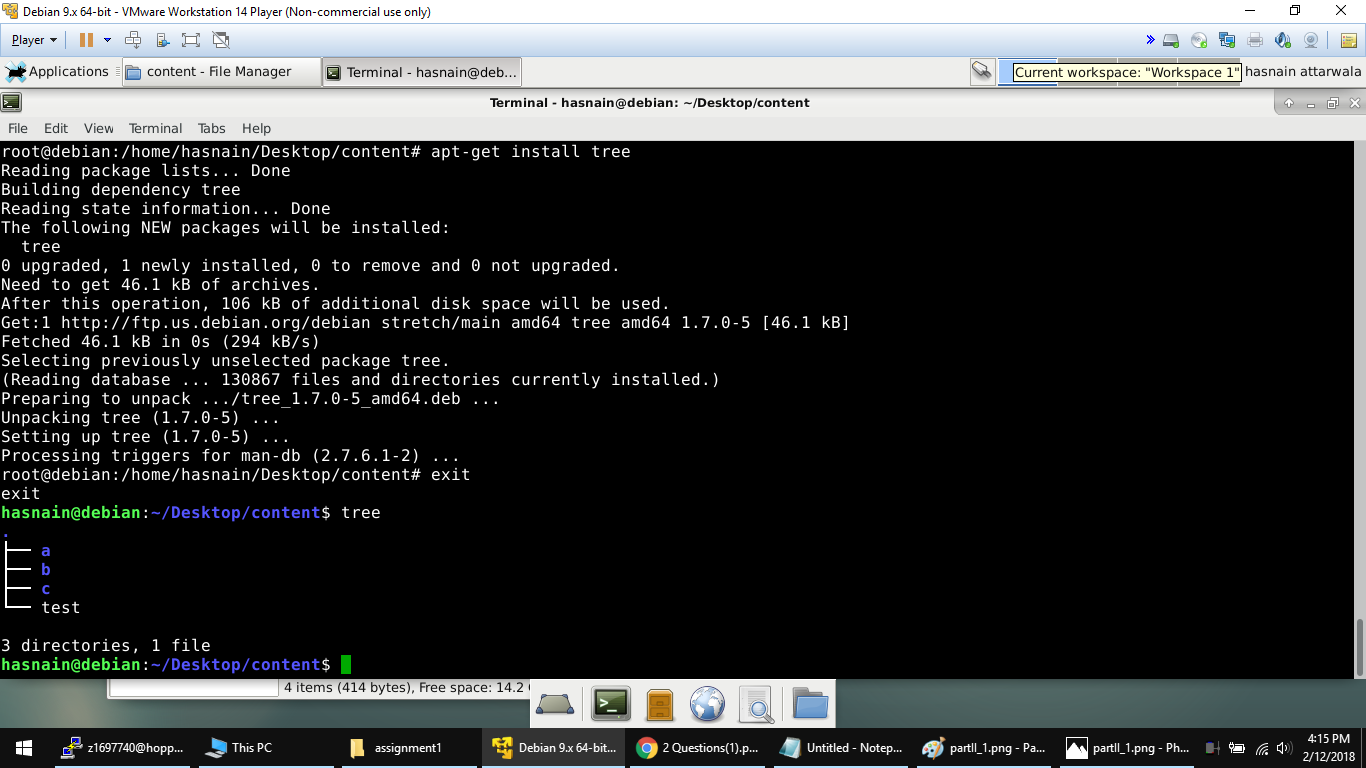 Debian 9.x 64-bit - VMware Workstation 14 Player (Non-commercial use only)
Player
Applications
content - File Manager
Terminal - hasnain@deb...
Current workspace: "Workspace 1"
hasnain attarwala
Terminal - hasnain@debian: ~/Desktop/content
File Edit View Terminal Tabs Help
root@debian:/home/hasnain/Desktop/content# apt-get install tree
Reading package lists... Done
Building dependency tree
Reading state information... Done
The following NEW packages will be installed:
  tree
0 upgraded, 1 newly installed, 0 to remove and 0 not upgraded.
Need to get 46.1 kB of archives.
After this operation, 106 kB of additional disk space will be used.
Get:1 http://ftp.us.debian.org/debian stretch/main amd64 tree amd64 1.7.0-5 [46.1 kB]
Fetched 46.1 kB in 0s (294 kB/s)
Selecting previously unselected package tree.
(Reading database ... 130867 files and directories currently installed.)
Preparing to unpack .../tree_1.7.0-5_amd64.deb ...
Unpacking tree (1.7.0-5) ...
Setting up tree (1.7.0-5) ...
Processing triggers for man-db (2.7.6.1-2) ...
root@debian:/home/hasnain/Desktop/content# exit
exit
hasnain@debian:~/Desktop/content$ tree
.
├── a
├── b
├── c
└── test
3 directories, 1 file
hasnain@debian:~/Desktop/content$
4 items (414 bytes), Free space: 14.2
z1697740@hopp...
This PC
assignment1
Debian 9.x 64-bit...
2 Questions(1).p...
Untitled - Notep...
partII_1.png - Pa...
partII_1.png - Ph...
4:15 PM
2/12/2018